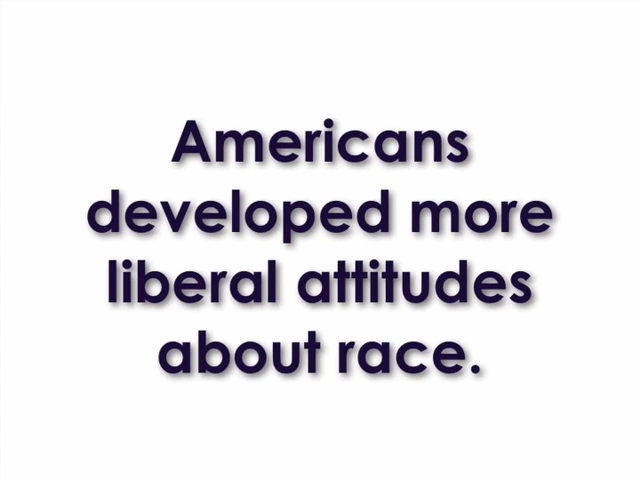 Americans
developed more
liberal attitudes
about race.